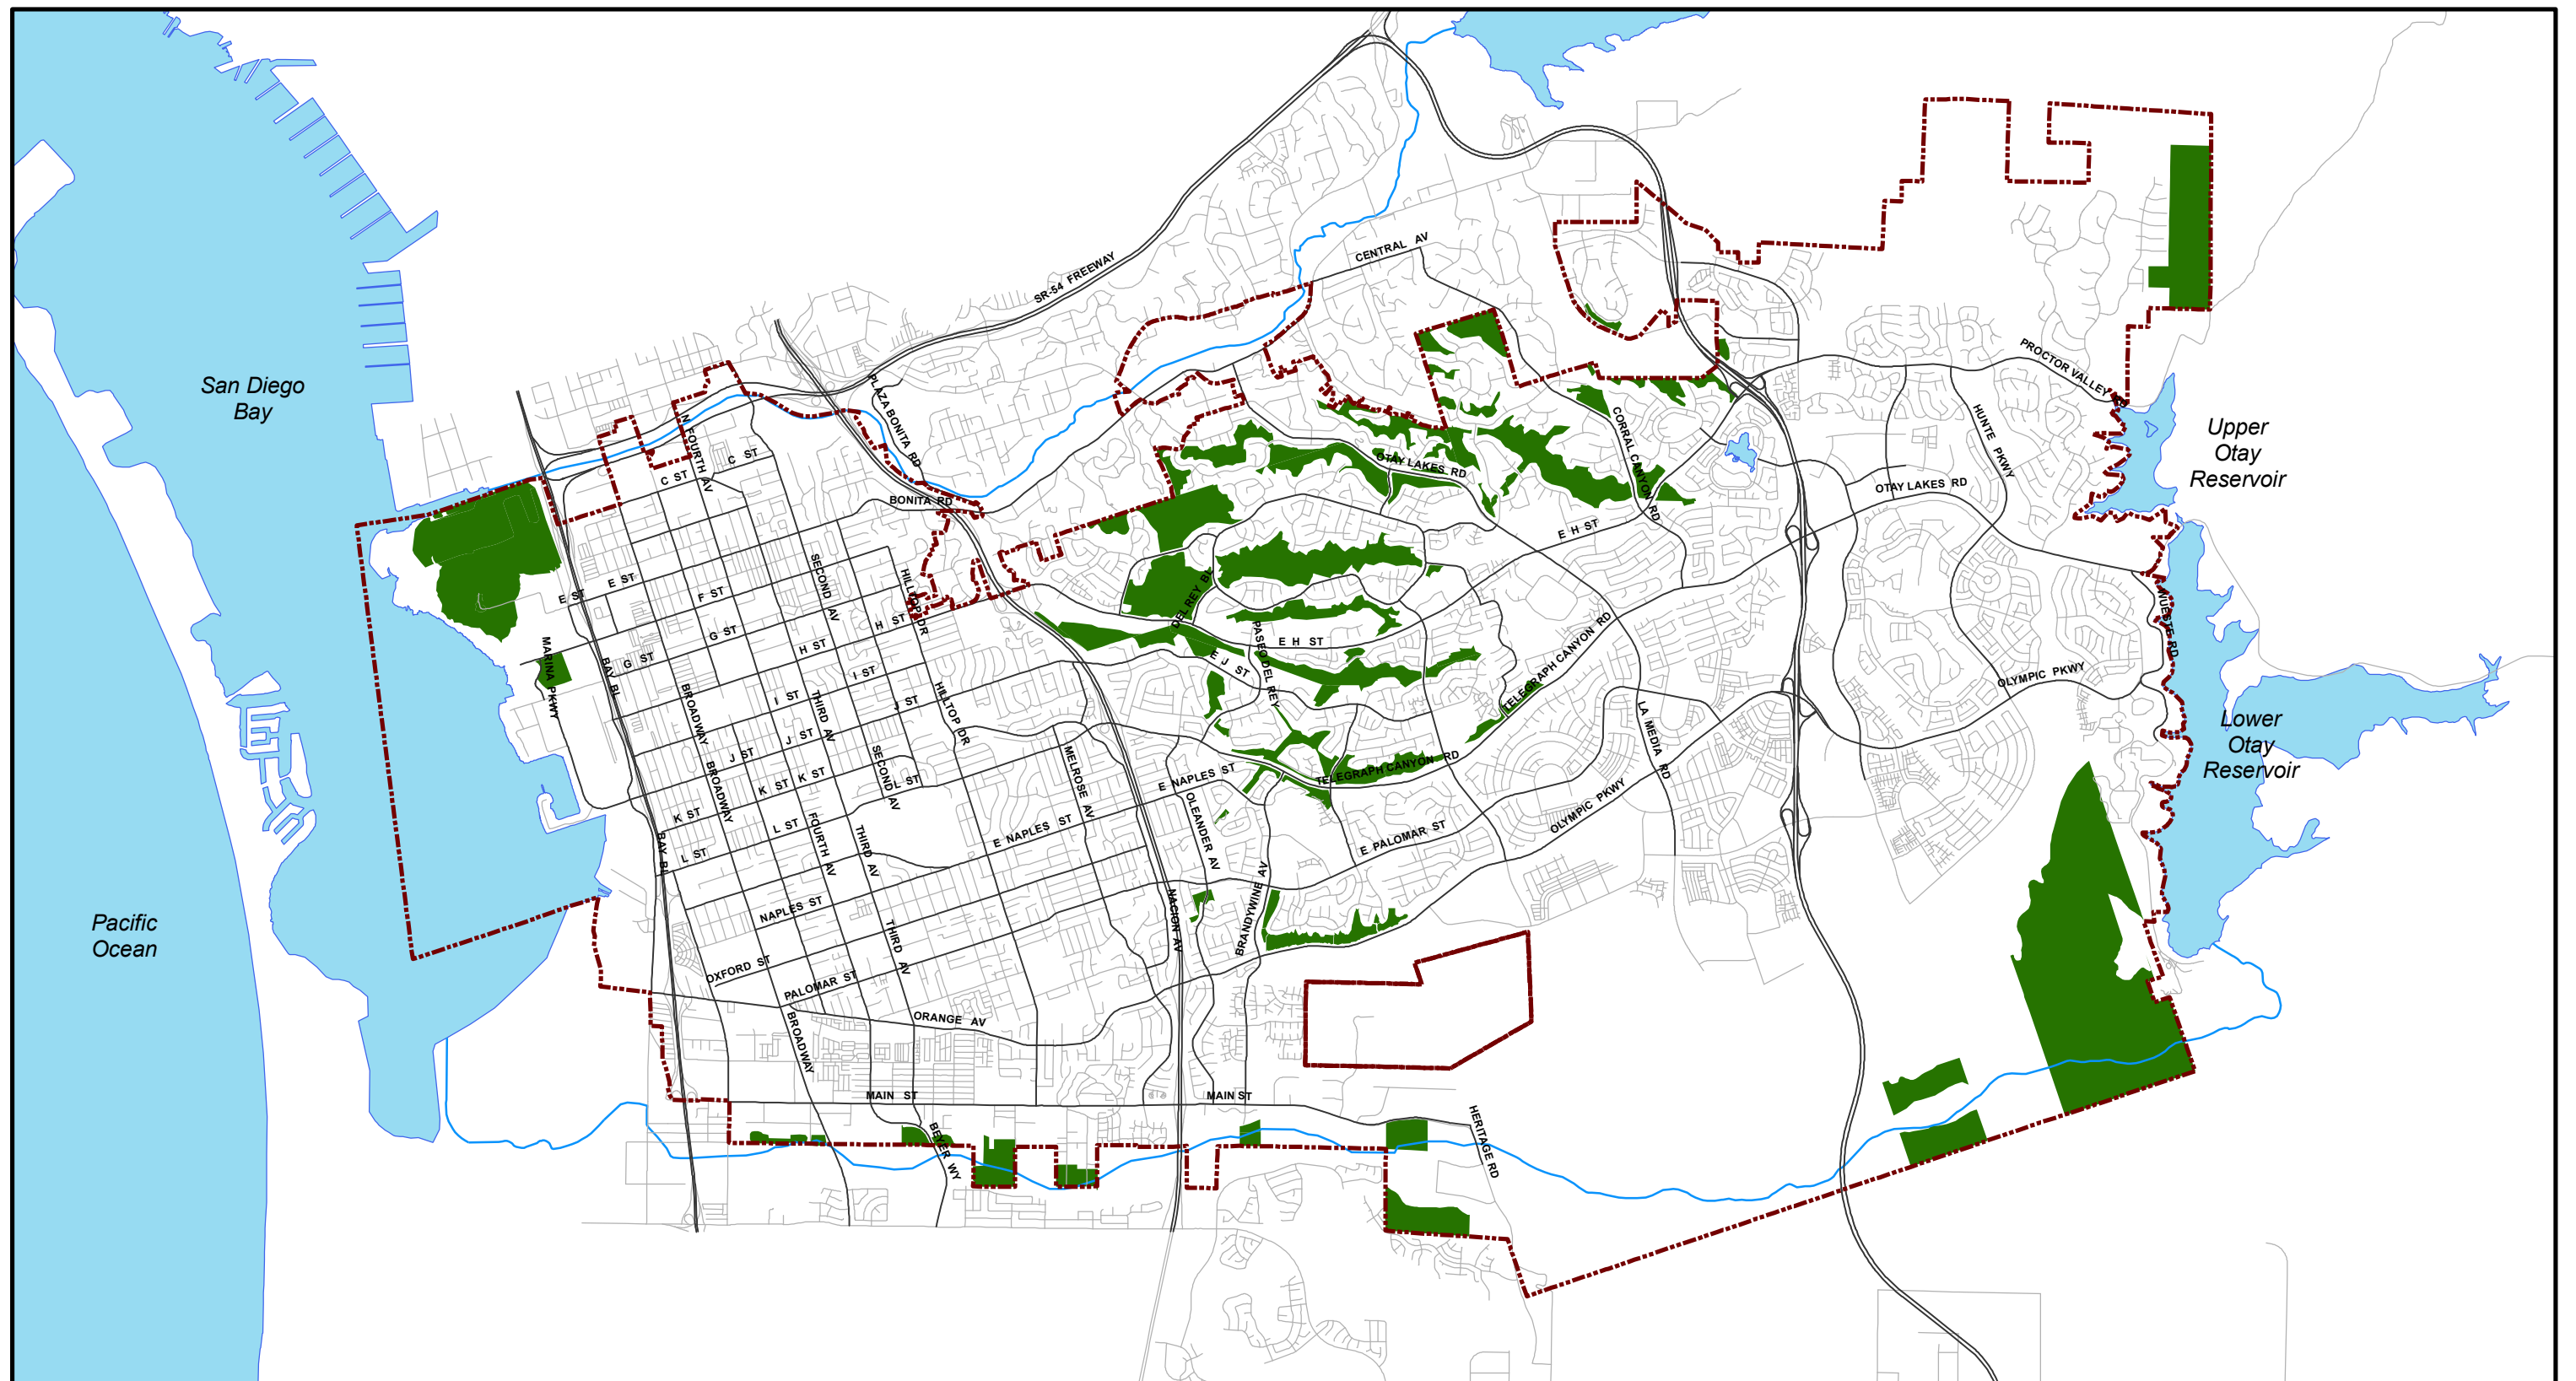 SR-54 FREEWAY
CENTRAL AV
San Diego
Bay
PLAZA BONITA RD
PROCTOR VALLEY RD
HUNTE PKWY
Upper
Otay
Reservoir
N FOURTH AV
C ST
C ST
BONITA RD
OTAY LAKES RD
CORRAL CANYON RD
OTAY LAKES RD
E H ST
E ST
E ST
F ST
SECOND AV
HILLTOP DR
DEL REY BL
H ST
G ST
G ST
H ST
MARINA PKWY
BAY BL
PASEO DEL REY
E H ST
E J ST
TELEGRAPH CANYON RD
WUESTE RD
OLYMPIC PKWY
I ST
I ST
BROADWAY
THIRD AV
J ST
HILLTOP DR
J ST
J ST
LA MEDIA RD
Lower
Otay
Reservoir
MELROSE AV
SECOND AV
L ST
K ST
K ST
BROADWAY
E NAPLES ST
TELEGRAPH CANYON RD
OLEANDER AV
OLYMPIC PKWY
K ST
L ST
FOURTH AV
THIRD AV
E NAPLES ST
E PALOMAR ST
L ST
BAY BL
NAPLES ST
NACION AV
BRANDYWINE AV
Pacific
Ocean
THIRD AV
OXFORD ST
PALOMAR ST
ORANGE AV
BROADWAY
MAIN ST
MAIN ST
BEYER WY
HERITAGE RD